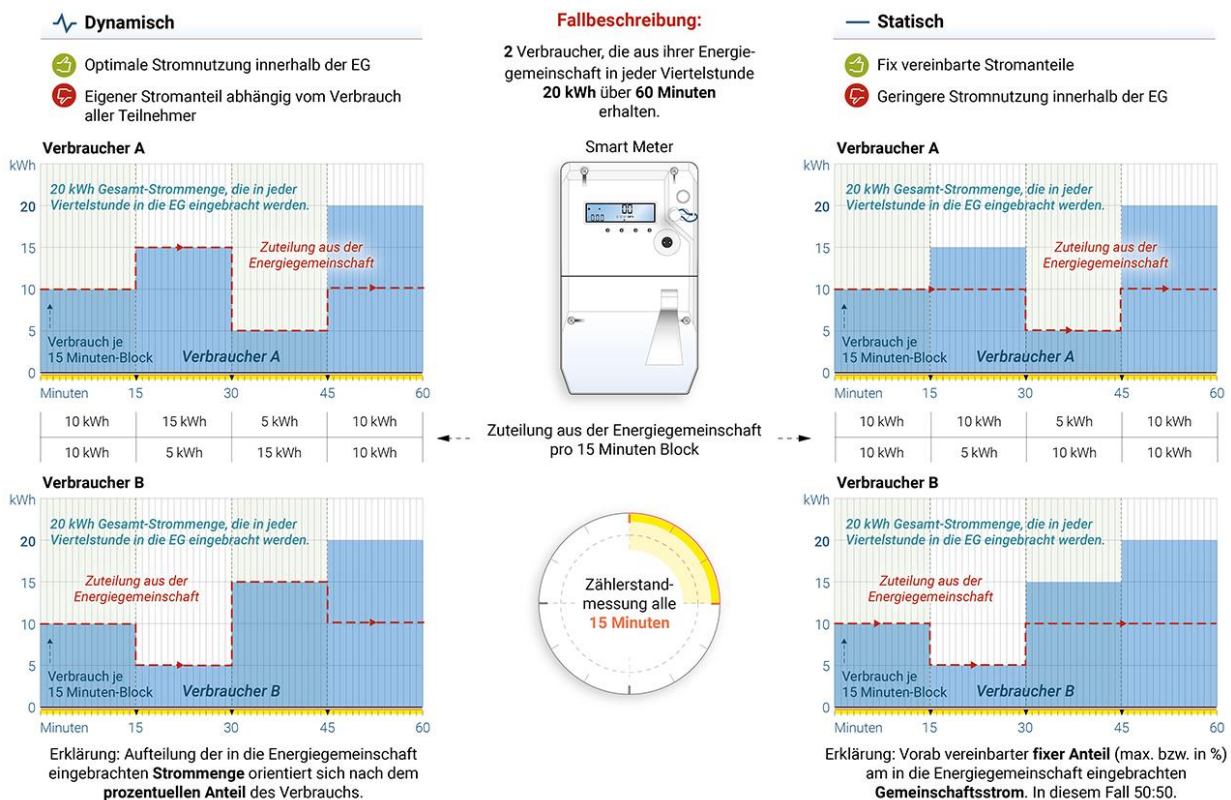 Dynamisch
Optimale Stromnutzung innerhalb der EG
Eigener Stromanteil abhängig vom Verbrauch
aller Teilnehmer
Verbraucher A
kWh
20 kWh Gesamt-Strommenge, die in jeder
Viertelstunde in die EG eingebracht werden.
20
15
10
5
0
Zuteilung aus der
Energiegemeinschaft
Verbrauch je
15 Minuten-Block
Verbraucher A
Minuten
15
30
45
60
10 kWh 15 kWh 5 kWh 10 kWh
10 kWh 5 kWh 15 kWh 10 kWh
Verbraucher B
kWh
20 kWh Gesamt-Strommenge, die in jeder
Viertelstunde in die EG eingebracht werden.
20
15
10
5
0
Zuteilung aus der
Energiegemeinschaft
Verbrauch je
15 Minuten-Block
Verbraucher B
Minuten
15
30
45
60
Erklärung: Aufteilung der in die Energiegemeinschaft
eingebrachten Strommenge orientiert sich nach dem
prozentuellen Anteil des Verbrauchs.
Fallbeschreibung:
2 Verbraucher, die aus ihrer Energie-
gemeinschaft in jeder Viertelstunde
20 kWh über 60 Minuten
erhalten.
Smart Meter
Zuteilung aus der Energiegemeinschaft
pro 15 Minuten Block
Zählerstand-
messung alle
15 Minuten
Statisch
Fix vereinbarte Stromanteile
Geringere Stromnutzung innerhalb der EG
Verbraucher A
kWh
20 kWh Gesamt-Strommenge, die in jeder
Viertelstunde in die EG eingebracht werden.
20
15
10
5
0
Zuteilung aus der
Energiegemeinschaft
Verbrauch je
15 Minuten-Block
Verbraucher A
Minuten
15
30
45
60
10 kWh 10 kWh 5 kWh 10 kWh
10 kWh 5 kWh 10 kWh 10 kWh
Verbraucher B
kWh
20 kWh Gesamt-Strommenge, die in jeder
Viertelstunde in die EG eingebracht werden.
20
15
10
5
0
Zuteilung aus der
Energiegemeinschaft
Verbrauch je
15 Minuten-Block
Verbraucher B
Minuten
15
30
45
60
Erklärung: Vorab vereinbarter fixer Anteil (max. bzw. in %)
am in die Energiegemeinschaft eingebrachten
Gemeinschaftsstrom. In diesem Fall 50:50.